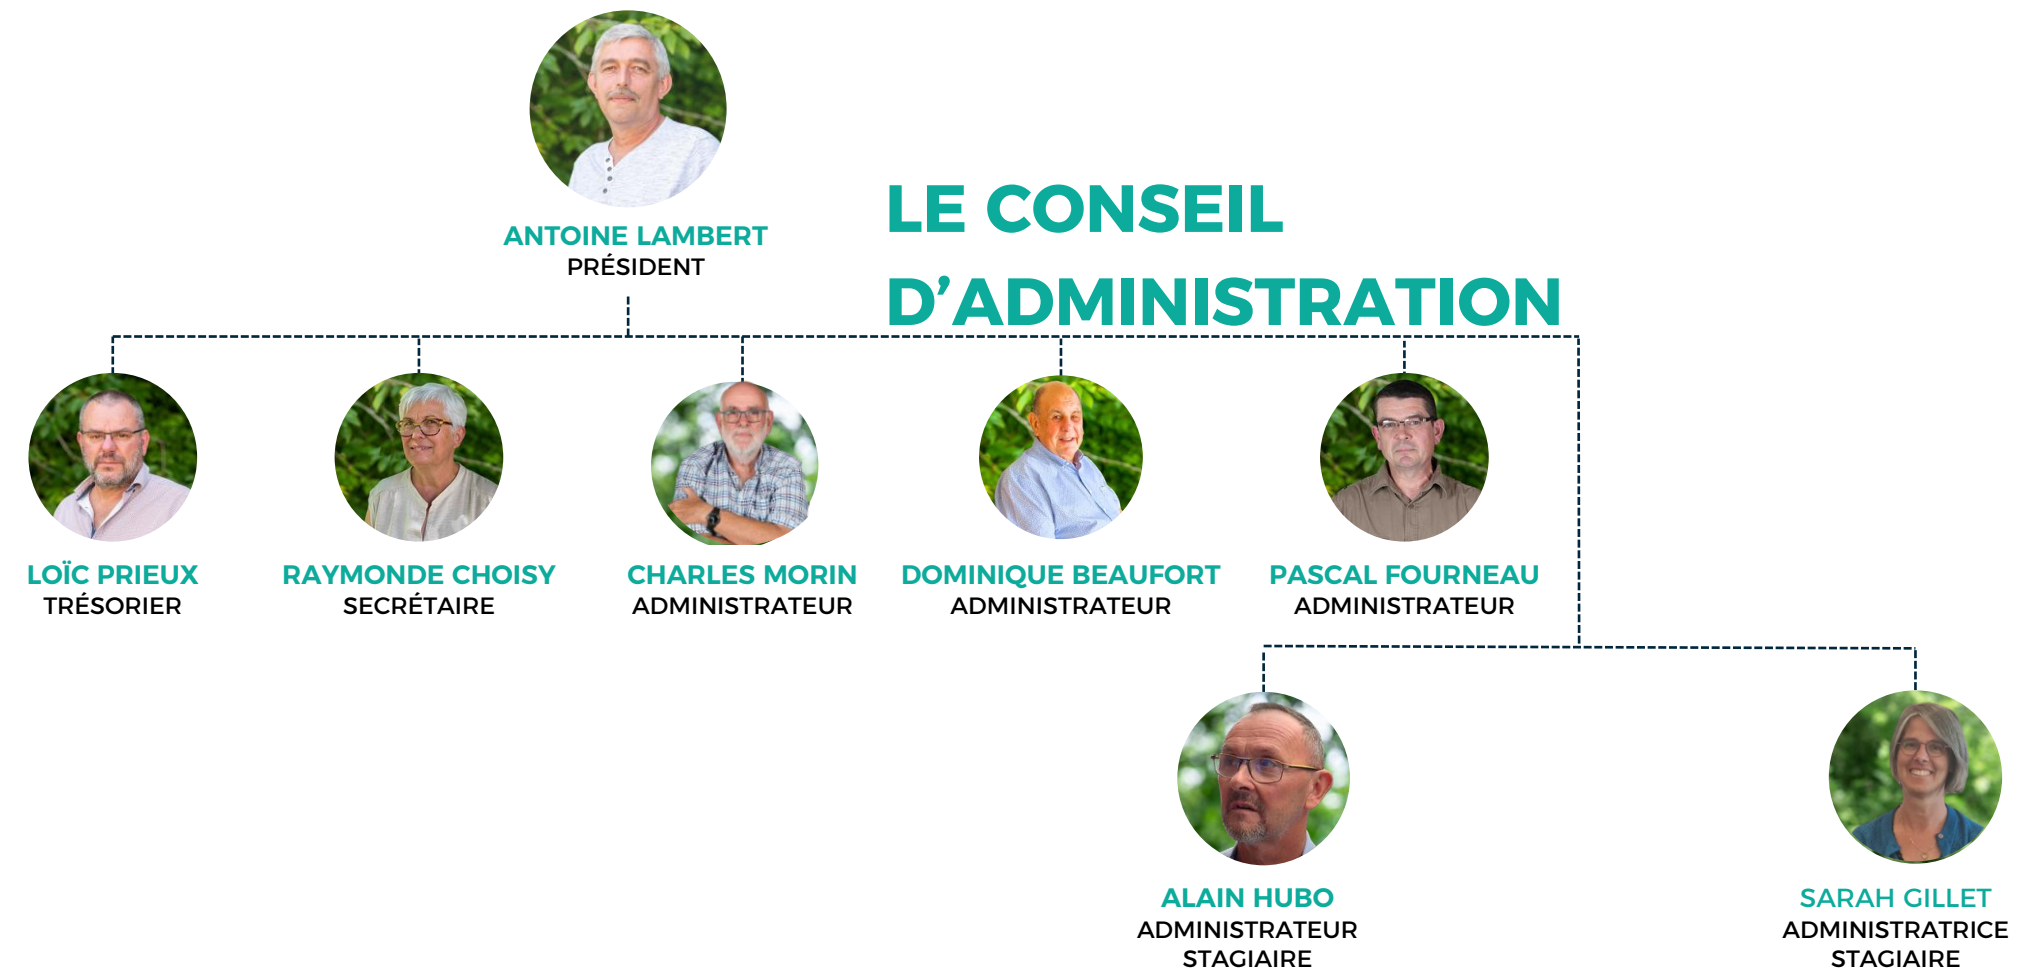 ANTOINE LAMBERT
PRÉSIDENT
LE CONSEIL
D’ADMINISTRATION
LOÏC PRIEUX
TRÉSORIER
RAYMONDE CHOISY
SECRÉTAIRE
CHARLES MORIN
ADMINISTRATEUR
DOMINIQUE BEAUFORT
ADMINISTRATEUR
PASCAL FOURNEAU
ADMINISTRATEUR
ALAIN HUBO
ADMINISTRATEUR
STAGIAIRE
SARAH GILLET
ADMINISTRATRICE
STAGIAIRE